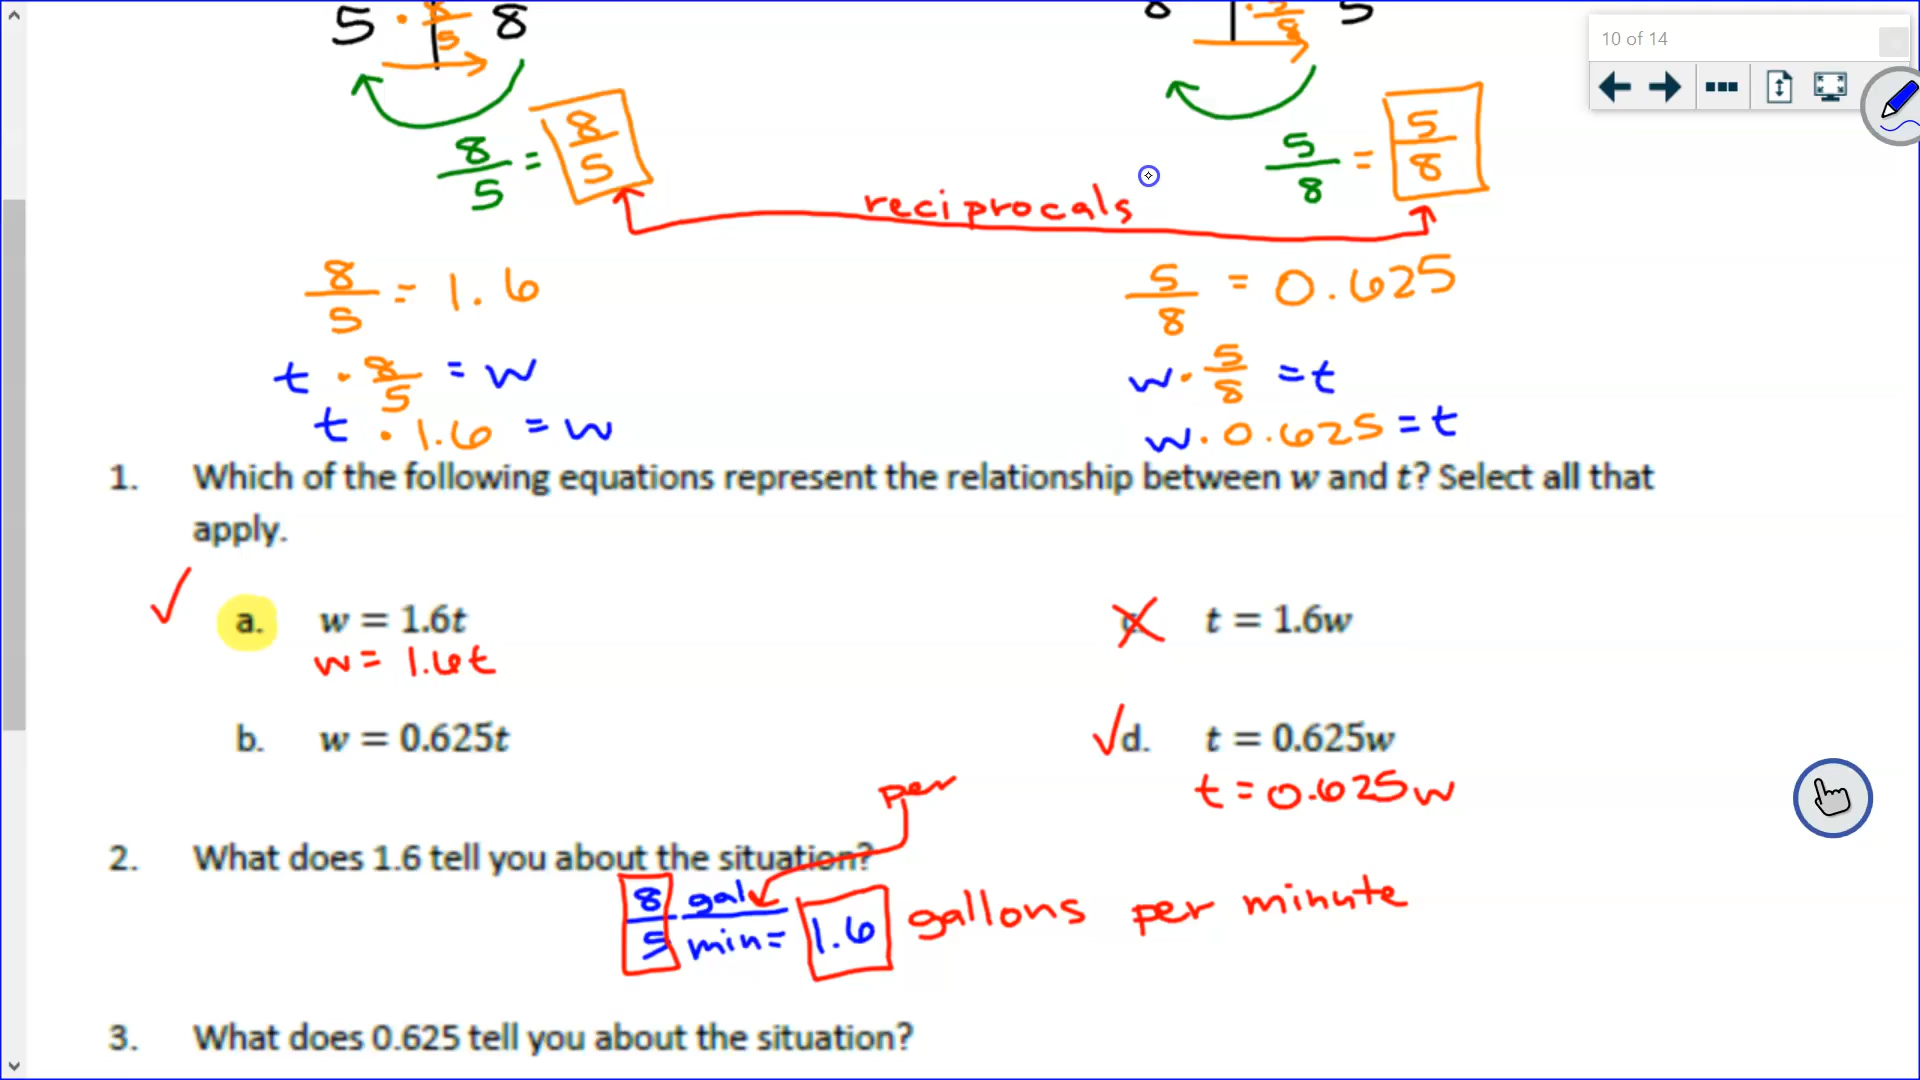 10 of 14
5 · 8/5 8
8 · 5/8 5
8/5 = 8/5
5/8 = 5/8
reciprocals
8/5 = 1.6
5/8 = 0.625
t · 8/5 = w
w · 5/8 = t
t · 1.6 = w
w · 0.625 = t
1. Which of the following equations represent the relationship between w and t? Select all that
apply.
a. w = 1.6t
w = 1.6t
c. t = 1.6w
b. w = 0.625t
d. t = 0.625w
t = 0.625w
per
2. What does 1.6 tell you about the situation?
8/5 gal/min = 1.6 gallons per minute
3. What does 0.625 tell you about the situation?